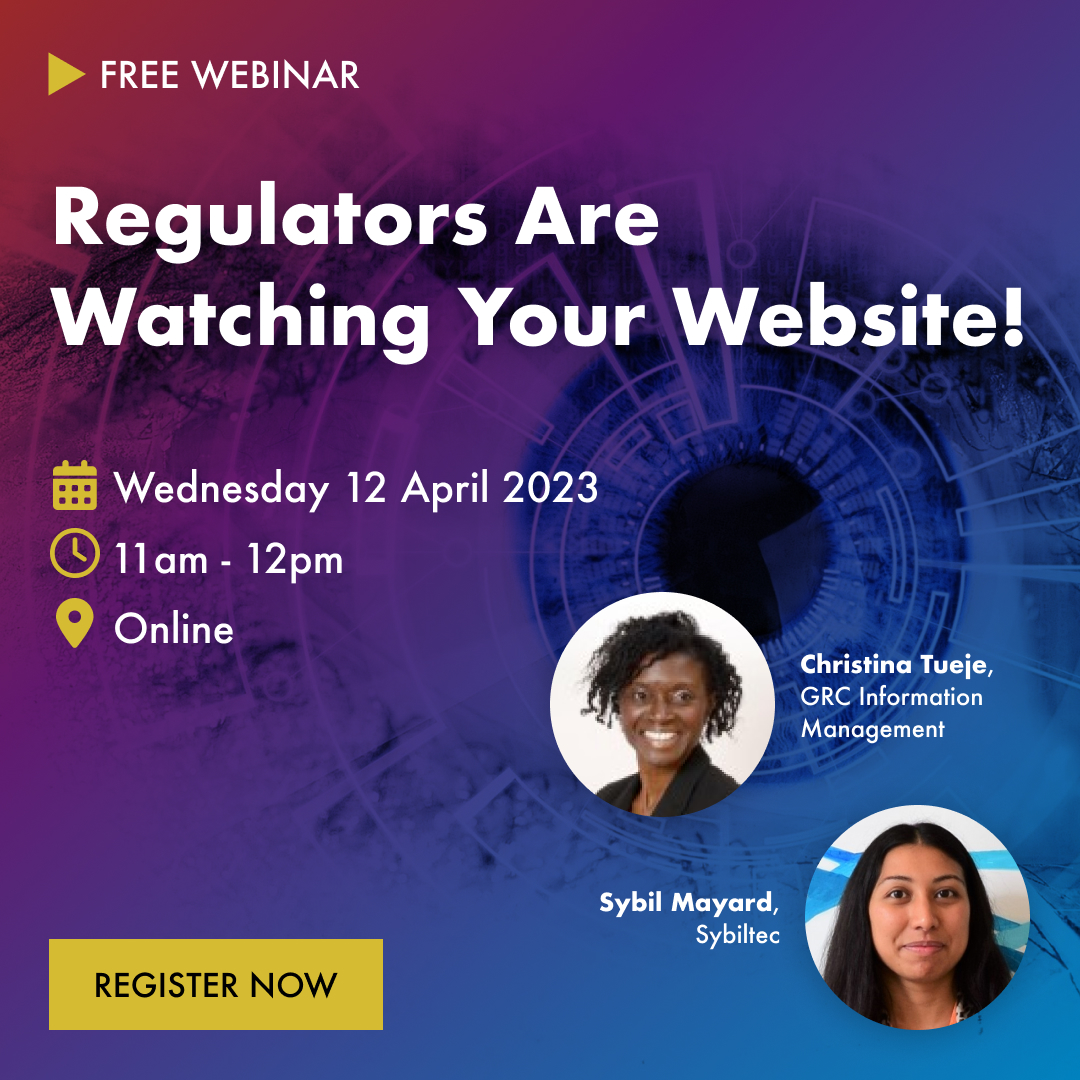 FREE WEBINAR
Regulators Are
Watching Your Website!
Wednesday 12 April 2023
11am - 12pm
Online
Christina Tueje,
GRC Information
Management
Sybil Mayard,
Sybiltec
REGISTER NOW